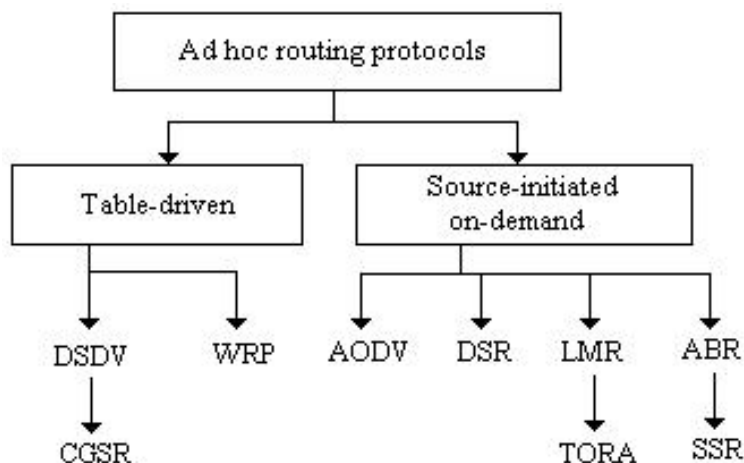 Ad hoc routing protocols
Table-driven
Source-initiated
on-demand
DSDV
WRP
AODV
DSR
LMR
ABR
CGSR
TORA
SSR